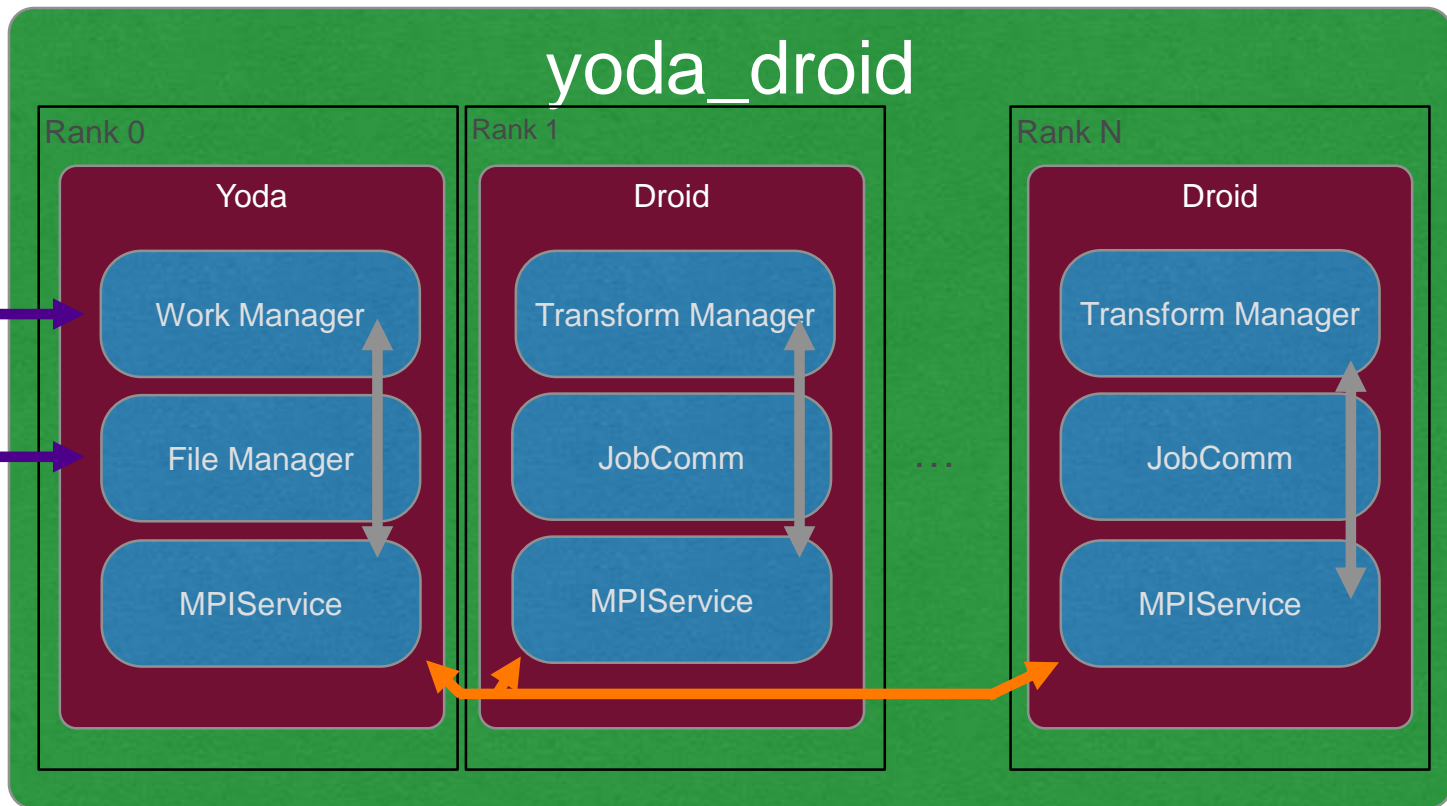 yoda_droid
Rank 0
Yoda
Work Manager
File Manager
MPIService
Rank 1
Droid
Transform Manager
JobComm
MPIService
...
Rank N
Droid
Transform Manager
JobComm
MPIService